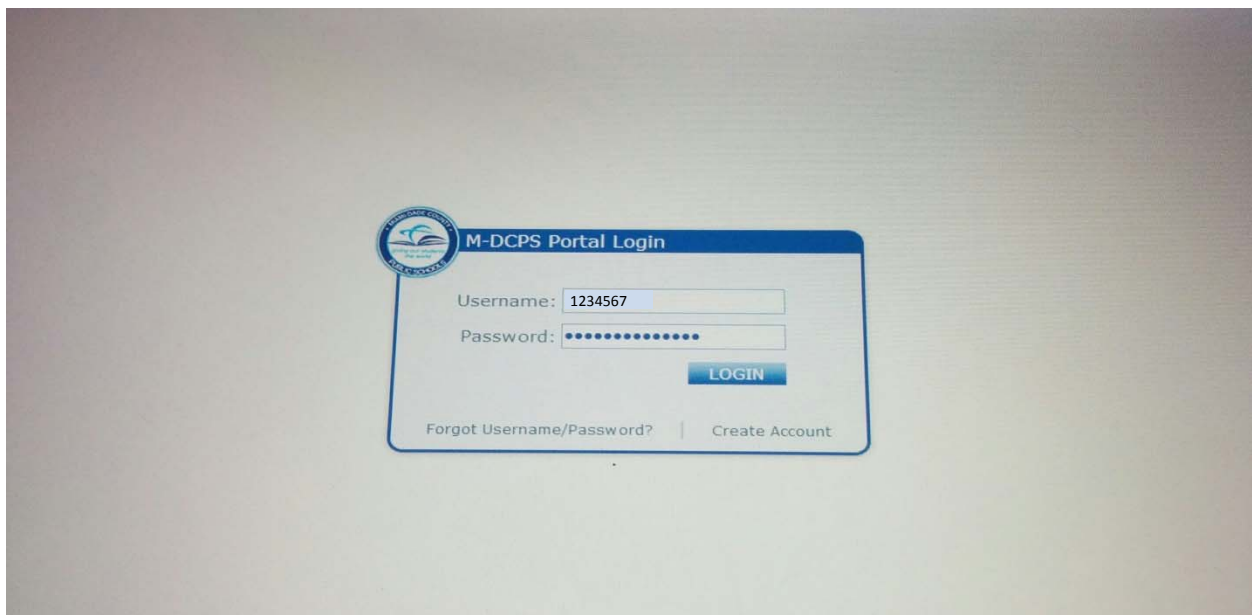 M-DCPS Portal Login
Username: 1234567
Password: ••••••••••••••
LOGIN
Forgot Username/Password? | Create Account